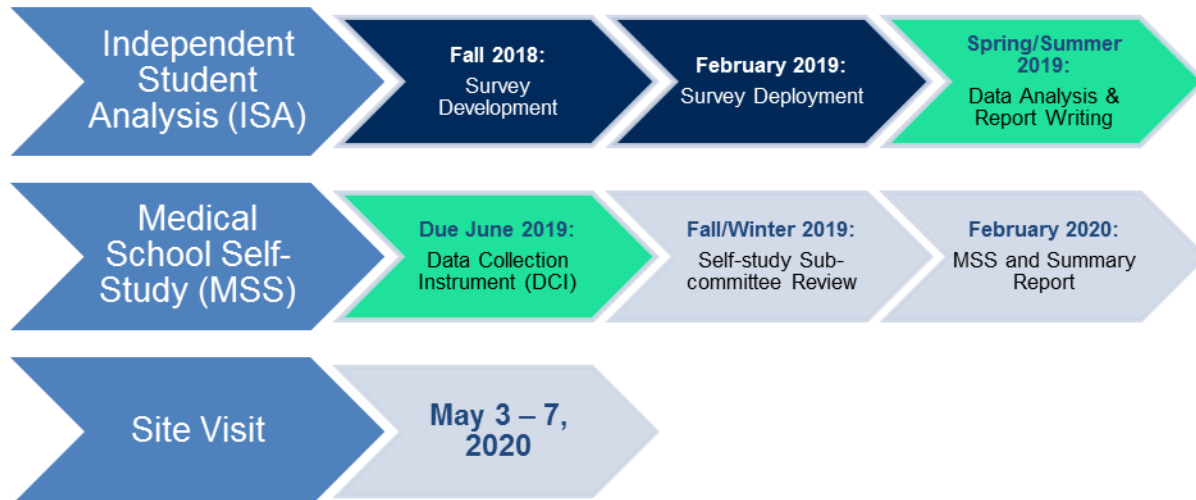 Independent
Student
Analysis (ISA)
Fall 2018:
Survey
Development
February 2019:
Survey Deployment
Spring/Summer
2019:
Data Analysis &
Report Writing
Medical
School Self-
Study (MSS)
Due June 2019:
Data Collection
Instrument (DCI)
Fall/Winter 2019:
Self-study Sub-
committee Review
February 2020:
MSS and Summary
Report
Site Visit
May 3 – 7,
2020